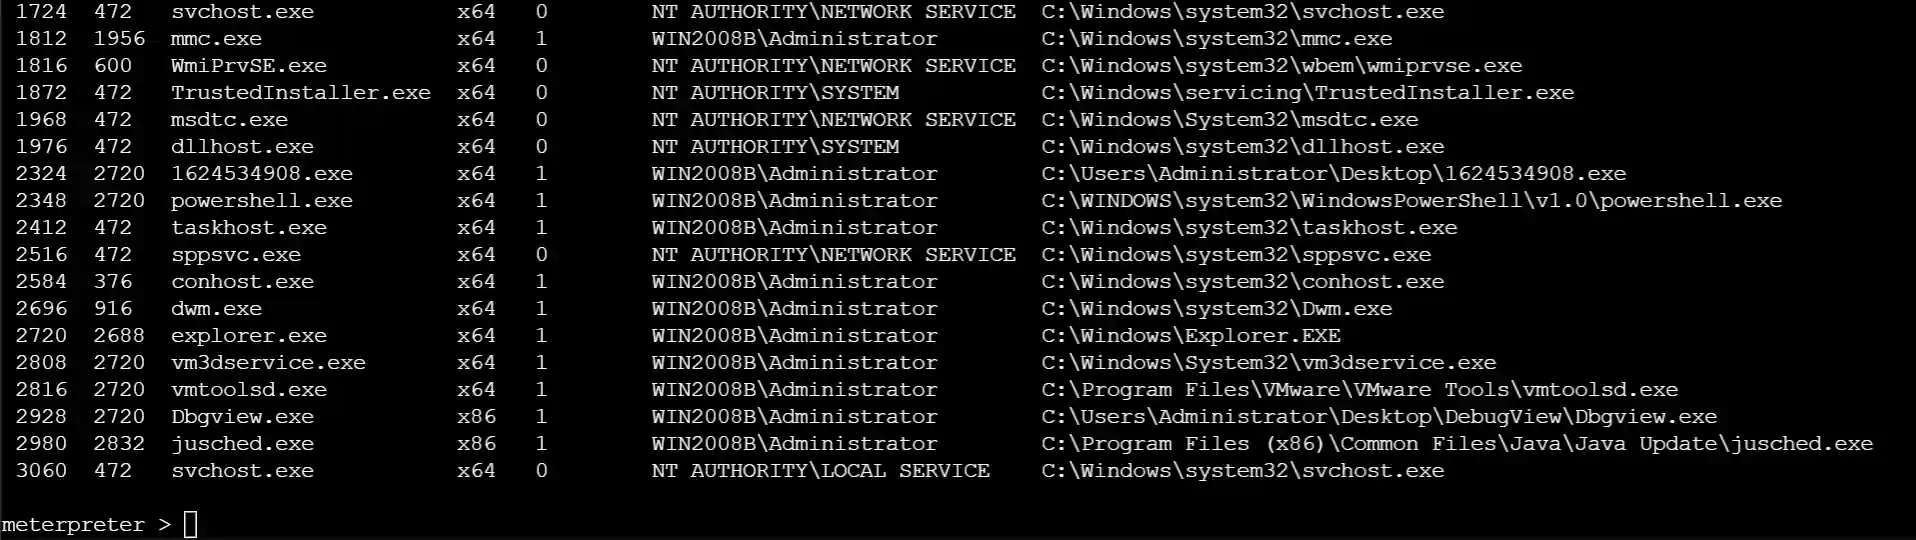 1724  472   svchost.exe           x64   0        NT AUTHORITY\NETWORK SERVICE  C:\Windows\system32\svchost.exe
1812  1956  mmc.exe               x64   1        WIN2008B\Administrator        C:\Windows\system32\mmc.exe
1816  600   WmiPrvSE.exe          x64   0        NT AUTHORITY\NETWORK SERVICE  C:\Windows\system32\wbem\wmiprvse.exe
1872  472   TrustedInstaller.exe  x64   0        NT AUTHORITY\SYSTEM           C:\Windows\servicing\TrustedInstaller.exe
1968  472   msdtc.exe             x64   0        NT AUTHORITY\NETWORK SERVICE  C:\Windows\System32\msdtc.exe
1976  472   dllhost.exe           x64   0        NT AUTHORITY\SYSTEM           C:\Windows\system32\dllhost.exe
2324  2720  1624534908.exe        x64   1        WIN2008B\Administrator        C:\Users\Administrator\Desktop\1624534908.exe
2348  2720  powershell.exe        x64   1        WIN2008B\Administrator        C:\WINDOWS\system32\WindowsPowerShell\v1.0\powershell.exe
2412  472   taskhost.exe          x64   1        WIN2008B\Administrator        C:\Windows\system32\taskhost.exe
2516  472   sppsvc.exe            x64   0        NT AUTHORITY\NETWORK SERVICE  C:\Windows\system32\sppsvc.exe
2584  376   conhost.exe           x64   1        WIN2008B\Administrator        C:\Windows\system32\conhost.exe
2696  916   dwm.exe               x64   1        WIN2008B\Administrator        C:\Windows\system32\Dwm.exe
2720  2688  explorer.exe          x64   1        WIN2008B\Administrator        C:\Windows\Explorer.EXE
2808  2720  vm3dservice.exe       x64   1        WIN2008B\Administrator        C:\Windows\System32\vm3dservice.exe
2816  2720  vmtoolsd.exe          x64   1        WIN2008B\Administrator        C:\Program Files\VMware\VMware Tools\vmtoolsd.exe
2928  2720  Dbgview.exe           x86   1        WIN2008B\Administrator        C:\Users\Administrator\Desktop\DebugView\Dbgview.exe
2980  2832  jusched.exe           x86   1        WIN2008B\Administrator        C:\Program Files (x86)\Common Files\Java\Java Update\jusched.exe
3060  472   svchost.exe           x64   0        NT AUTHORITY\LOCAL SERVICE    C:\Windows\system32\svchost.exe
meterpreter >